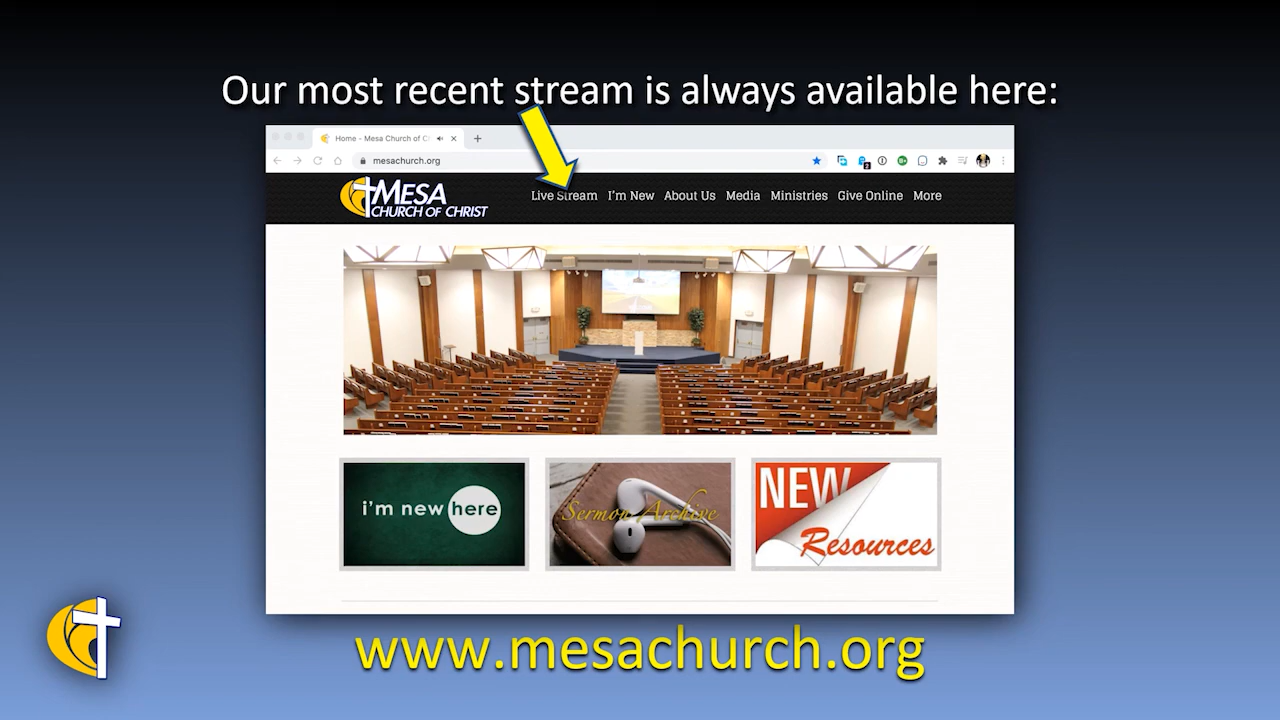 Our most recent stream is always available here:
Home - Mesa Church of C
mesachurch.org
2
MESA
CHURCH OF CHRIST
Live Stream I'm New About Us Media Ministries Give Online More
i'm new here
Sermon Archive
NEW
Resources
www.mesachurch.org